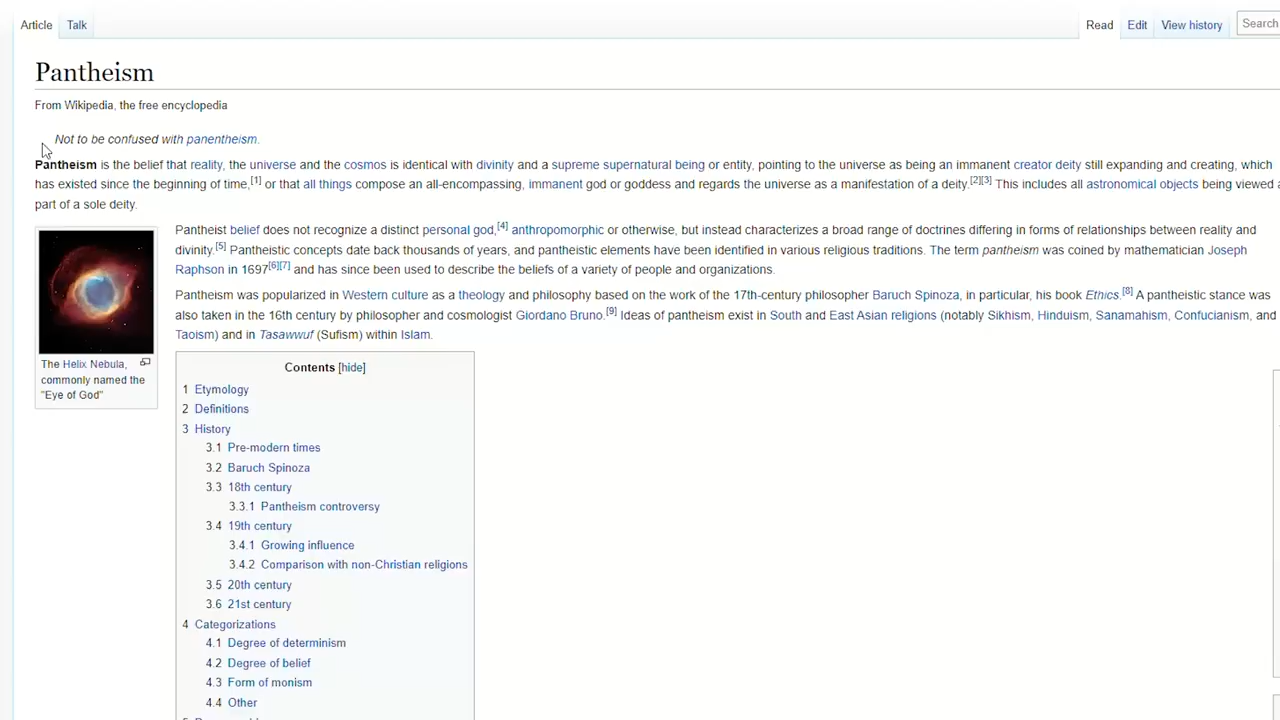 Article Talk Read Edit View history Search
Pantheism
From Wikipedia, the free encyclopedia
Not to be confused with panentheism.
Pantheism is the belief that reality, the universe and the cosmos is identical with divinity and a supreme supernatural being or entity, pointing to the universe as being an immanent creator deity still expanding and creating, which
has existed since the beginning of time,[1] or that all things compose an all-encompassing, immanent god or goddess and regards the universe as a manifestation of a deity.[2][3] This includes all astronomical objects being viewed a
part of a sole deity.
Pantheist belief does not recognize a distinct personal god,[4] anthropomorphic or otherwise, but instead characterizes a broad range of doctrines differing in forms of relationships between reality and
divinity.[5] Pantheistic concepts date back thousands of years, and pantheistic elements have been identified in various religious traditions. The term pantheism was coined by mathematician Joseph
Raphson in 1697[6][7] and has since been used to describe the beliefs of a variety of people and organizations.
Pantheism was popularized in Western culture as a theology and philosophy based on the work of the 17th-century philosopher Baruch Spinoza, in particular, his book Ethics.[8] A pantheistic stance was
also taken in the 16th century by philosopher and cosmologist Giordano Bruno.[9] Ideas of pantheism exist in South and East Asian religions (notably Sikhism, Hinduism, Sanamahism, Confucianism, and
Taoism) and in Tasawwuf (Sufism) within Islam.
The Helix Nebula,
commonly named the
"Eye of God"
Contents [hide]
1 Etymology
2 Definitions
3 History
3.1 Pre-modern times
3.2 Baruch Spinoza
3.3 18th century
3.3.1 Pantheism controversy
3.4 19th century
3.4.1 Growing influence
3.4.2 Comparison with non-Christian religions
3.5 20th century
3.6 21st century
4 Categorizations
4.1 Degree of determinism
4.2 Degree of belief
4.3 Form of monism
4.4 Other